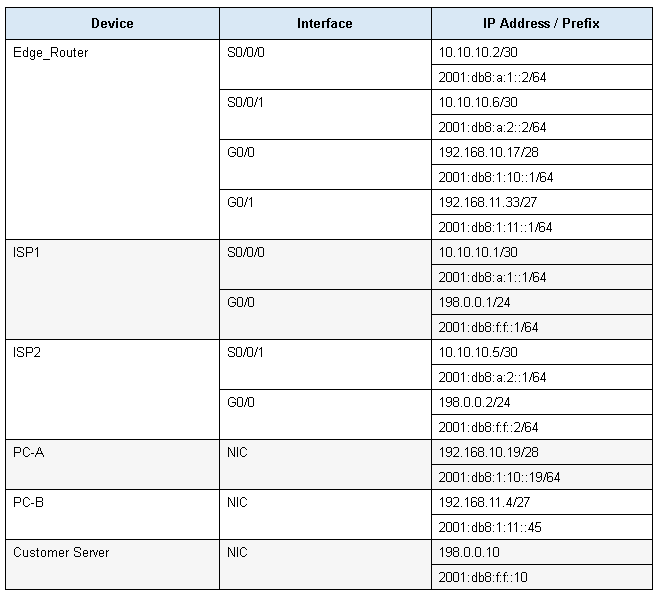 Device Interface IP Address / Prefix
Edge_Router S0/0/0 10.10.10.2/30
2001:db8:a:1::2/64
S0/0/1 10.10.10.6/30
2001:db8:a:2::2/64
G0/0 192.168.10.17/28
2001:db8:1:10::1/64
G0/1 192.168.11.33/27
2001:db8:1:11::1/64
ISP1 S0/0/0 10.10.10.1/30
2001:db8:a:1::1/64
G0/0 198.0.0.1/24
2001:db8:f:f::1/64
ISP2 S0/0/1 10.10.10.5/30
2001:db8:a:2::1/64
G0/0 198.0.0.2/24
2001:db8:f:f::2/64
PC-A NIC 192.168.10.19/28
2001:db8:1:10::19/64
PC-B NIC 192.168.11.4/27
2001:db8:1:11::45
Customer Server NIC 198.0.0.10
2001:db8:f:f::10